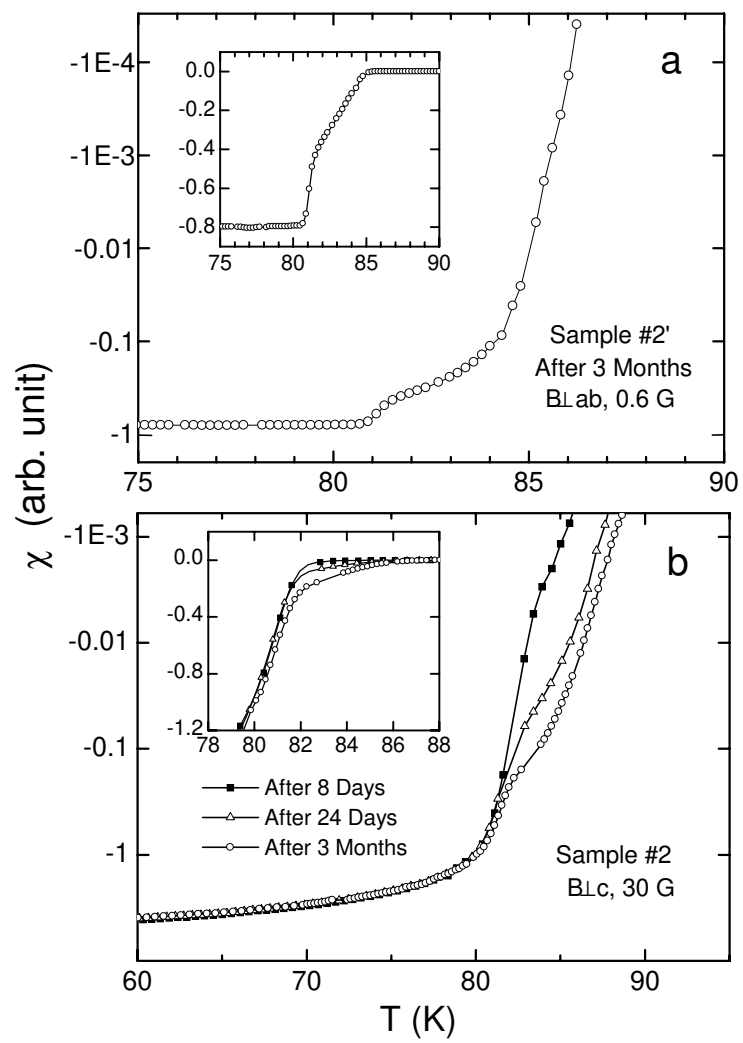 a
-1E-4
-1E-3
-0.01
-0.1
-1
0.0
-0.2
-0.4
-0.6
-0.8
75 80 85 90
Sample #2'
After 3 Months
B⊥ab, 0.6 G
75 80 85 90
χ (arb. unit)
b
-1E-3
-0.01
-0.1
-1
0.0
-0.4
-0.8
-1.2
78 80 82 84 86 88
After 8 Days
After 24 Days
After 3 Months
Sample #2
B⊥c, 30 G
60 70 80 90
T (K)